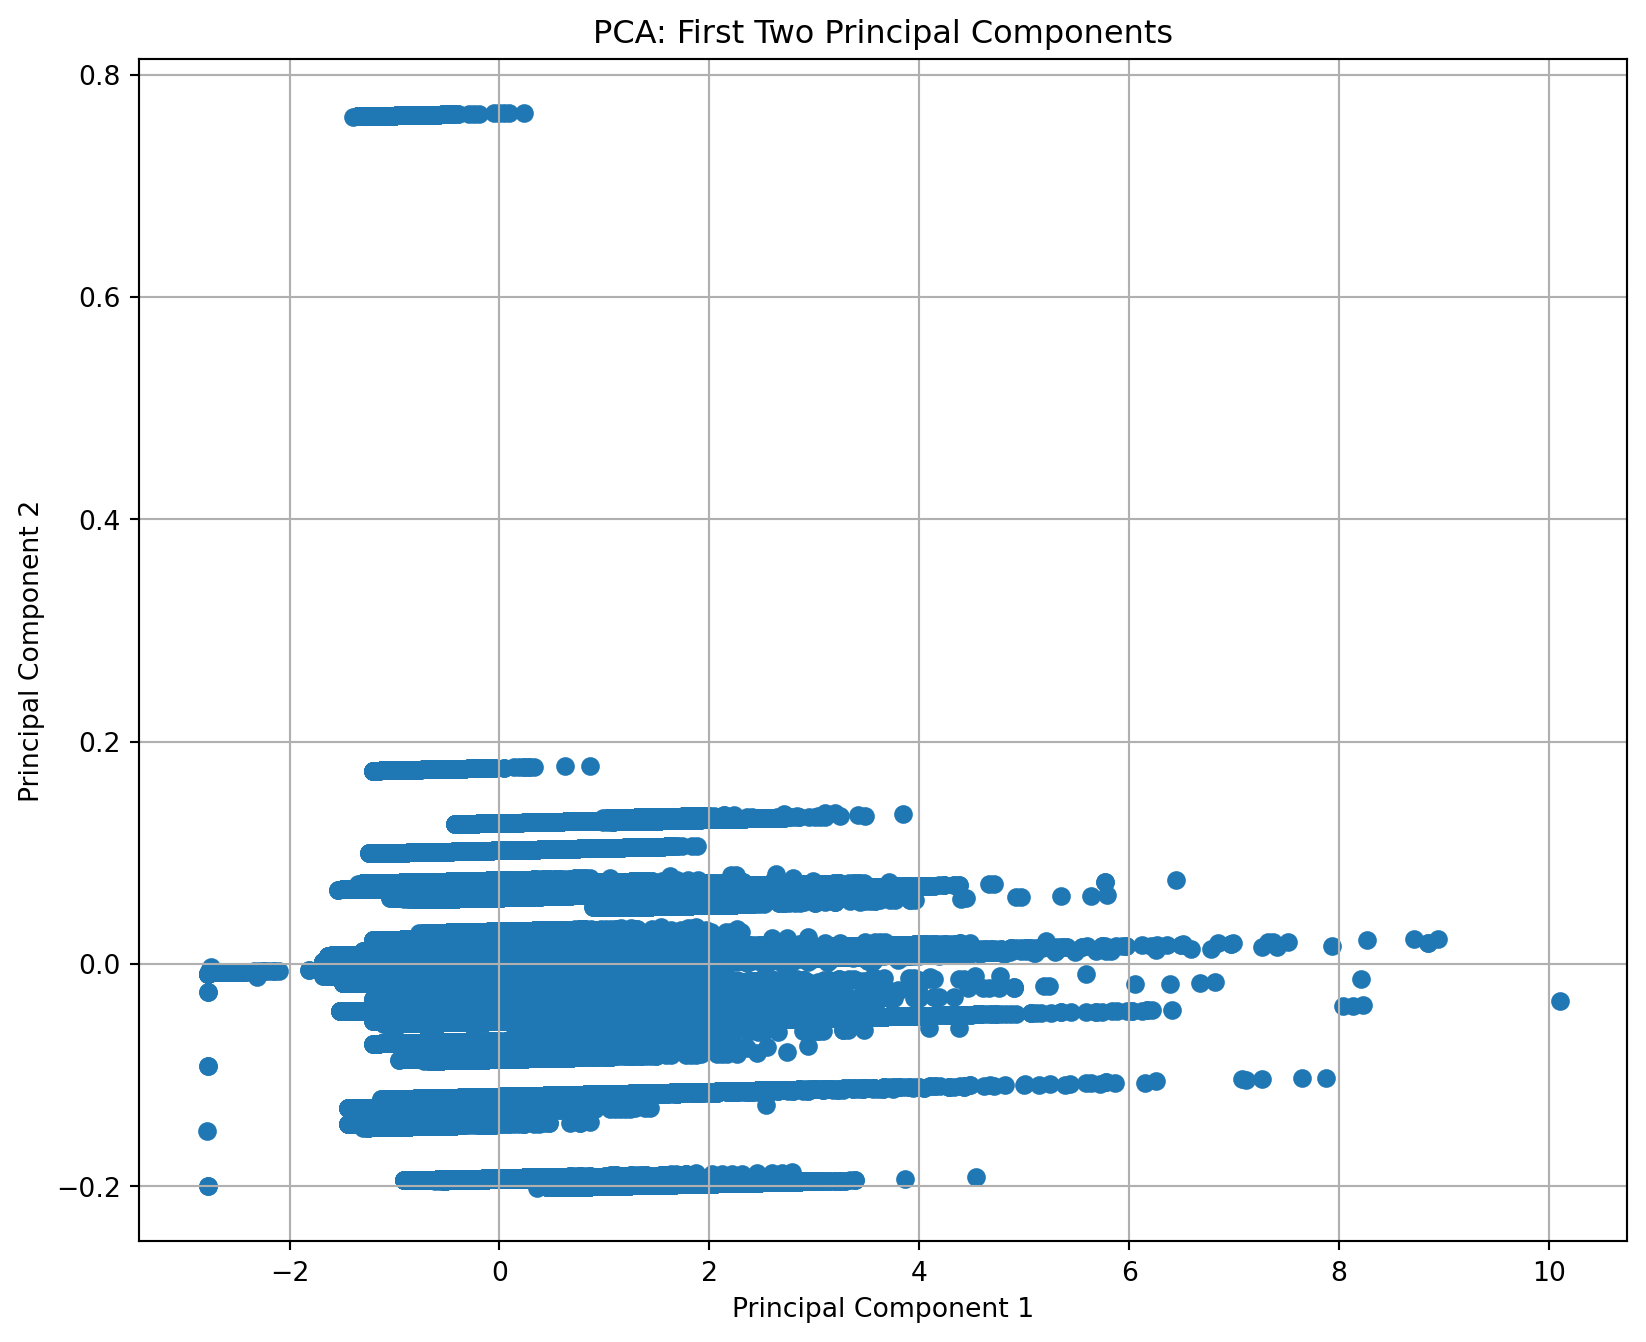 PCA: First Two Principal Components
0.8
0.6
0.4
0.2
0.0
−0.2
Principal Component 2
−2 0 2 4 6 8 10
Principal Component 1